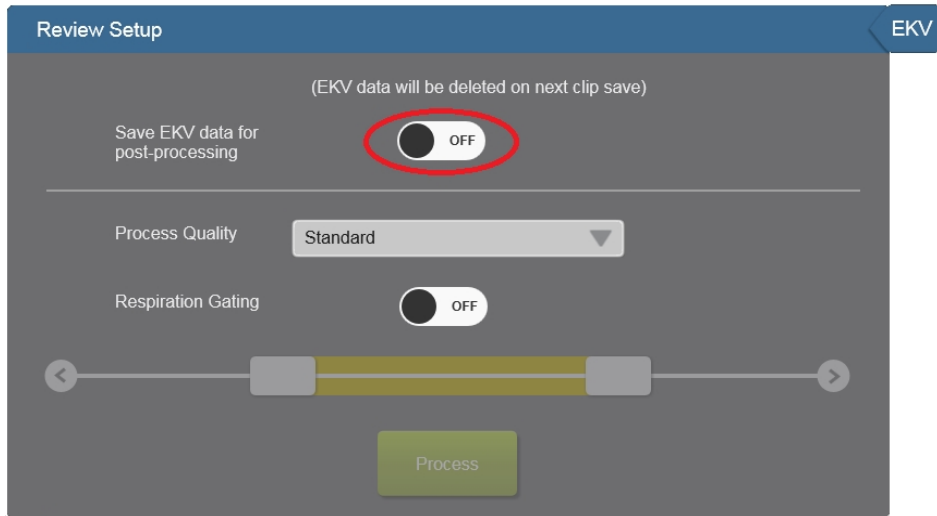 Review Setup
EKV
(EKV data will be deleted on next clip save)
Save EKV data for
post-processing
OFF
Process Quality
Standard
Respiration Gating
OFF
Process